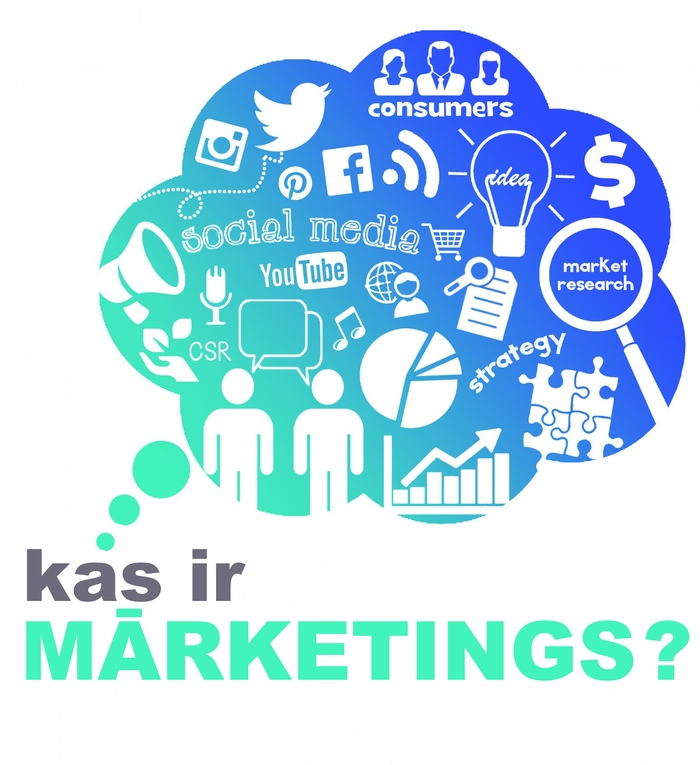 consumers
idea
$
f
social media
market
research
YouTube
strategy
CSR
kas ir
MĀRKETINGS?